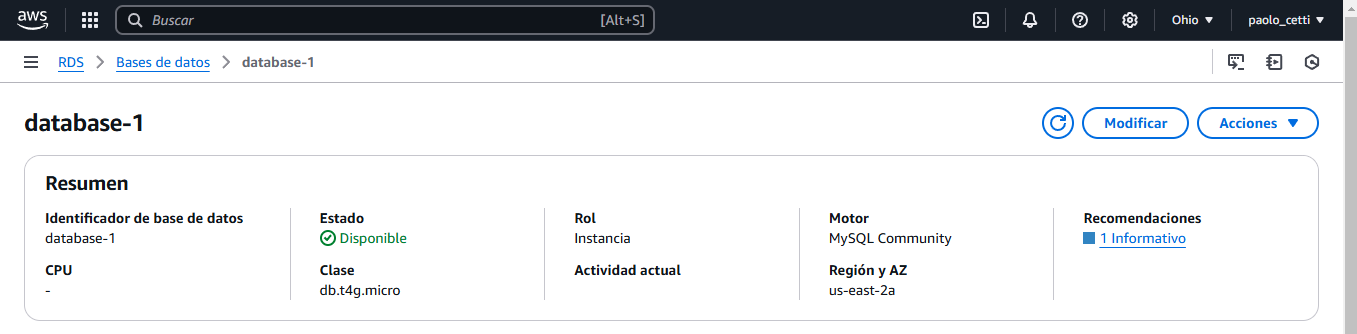 aws Buscar [Alt+S] Ohio paolo_cetti
RDS Bases de datos database-1
database-1
Modificar Acciones
Resumen
Identificador de base de datos Estado Rol Motor Recomendaciones
database-1 Disponible Instancia MySQL Community 1 Informativo
CPU Clase Actividad actual Región y AZ
- db.t4g.micro us-east-2a